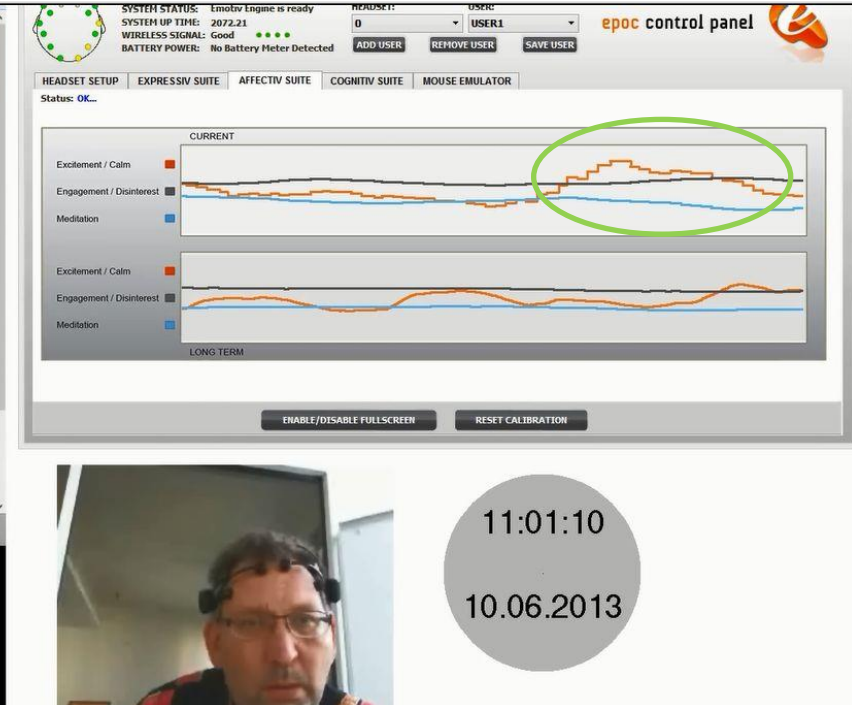 SYSTEM STATUS: Emotiv Engine is ready
SYSTEM UP TIME: 2072.21
WIRELESS SIGNAL: Good
BATTERY POWER: No Battery Meter Detected
HEADSET:
0
ADD USER
USER:
USER1
REMOVE USER
SAVE USER
epoc control panel
HEADSET SETUP
EXPRESSIV SUITE
AFFECTIV SUITE
COGNITIV SUITE
MOUSE EMULATOR
Status: OK...
CURRENT
Excitement / Calm
Engagement / Disinterest
Meditation
Excitement / Calm
Engagement / Disinterest
Meditation
LONG TERM
ENABLE/DISABLE FULLSCREEN
RESET CALIBRATION
11:01:10
10.06.2013